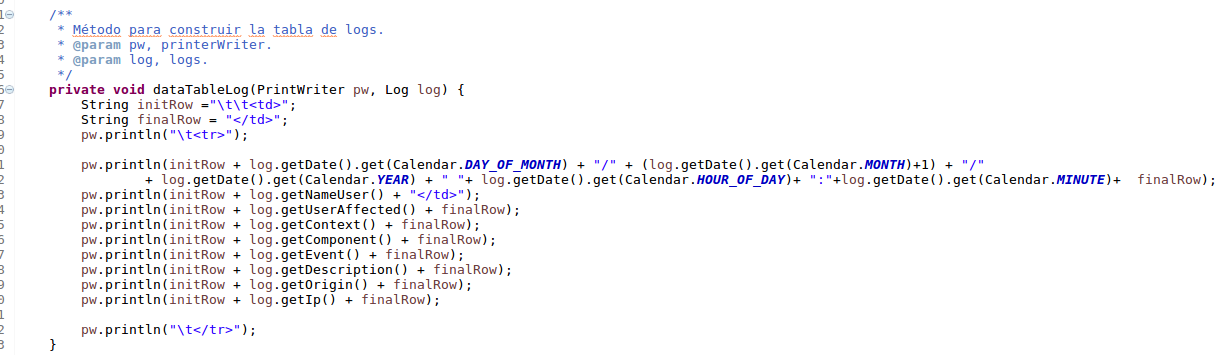 /**
* Método para construir la tabla de logs.
* @param pw, printerWriter.
* @param log, logs.
*/
private void dataTableLog(PrintWriter pw, Log log) {
String initRow ="\t\t<td>";
String finalRow = "</td>";
pw.println("\t<tr>");
pw.println(initRow + log.getDate().get(Calendar.DAY_OF_MONTH) + "/" + (log.getDate().get(Calendar.MONTH)+1) + "/"
+ log.getDate().get(Calendar.YEAR) + " "+ log.getDate().get(Calendar.HOUR_OF_DAY)+ ":"+log.getDate().get(Calendar.MINUTE)+  finalRow);
pw.println(initRow + log.getNameUser() + "</td>");
pw.println(initRow + log.getUserAffected() + finalRow);
pw.println(initRow + log.getContext() + finalRow);
pw.println(initRow + log.getComponent() + finalRow);
pw.println(initRow + log.getEvent() + finalRow);
pw.println(initRow + log.getDescription() + finalRow);
pw.println(initRow + log.getOrigin() + finalRow);
pw.println(initRow + log.getIp() + finalRow);
pw.println("\t</tr>");
}